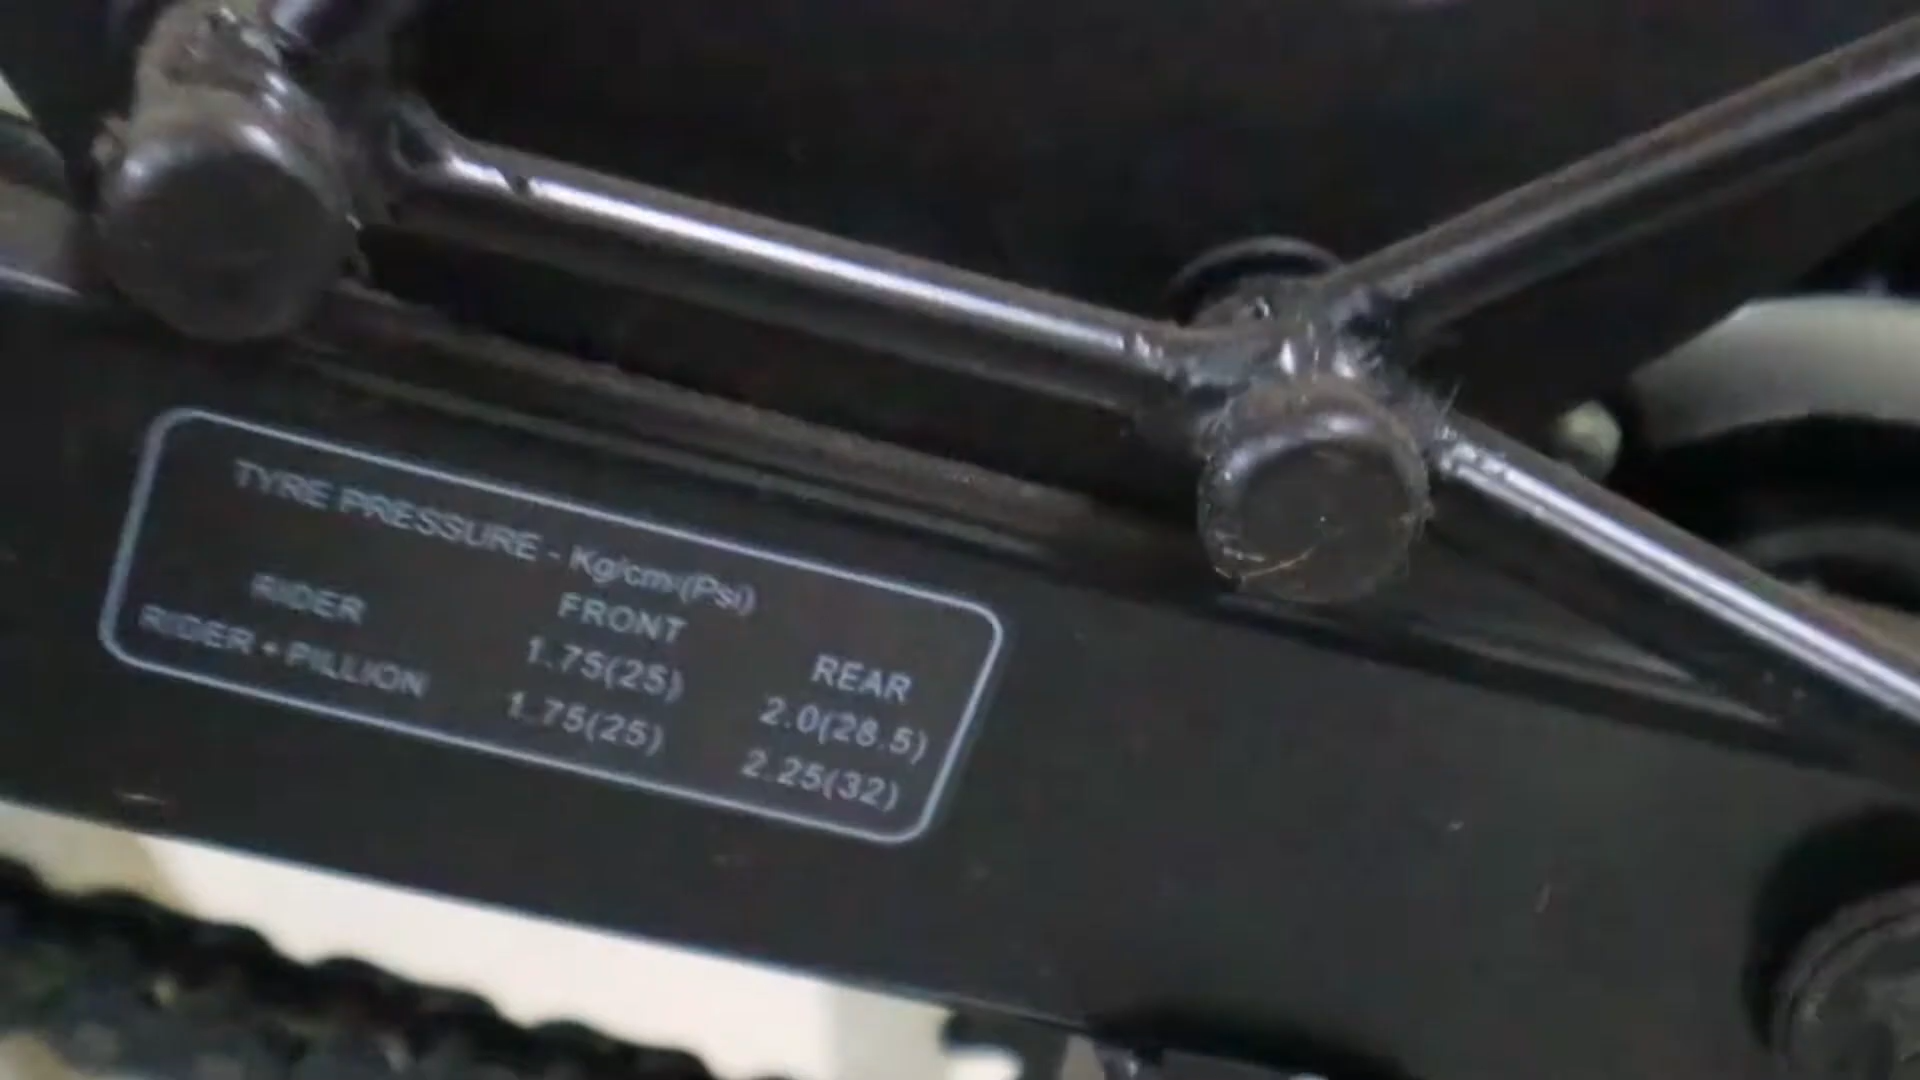 TYRE PRESSURE - Kg/cm²(Psi)
FRONT REAR
RIDER 1.75(25) 2.0(28.5)
RIDER + PILLION 1.75(25) 2.25(32)